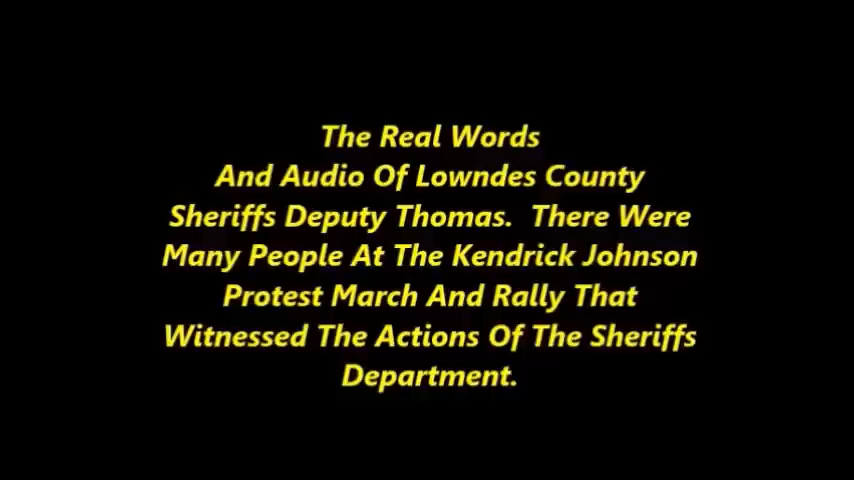 The Real Words
And Audio Of Lowndes County
Sheriffs Deputy Thomas.  There Were
Many People At The Kendrick Johnson
Protest March And Rally That
Witnessed The Actions Of The Sheriffs
Department.